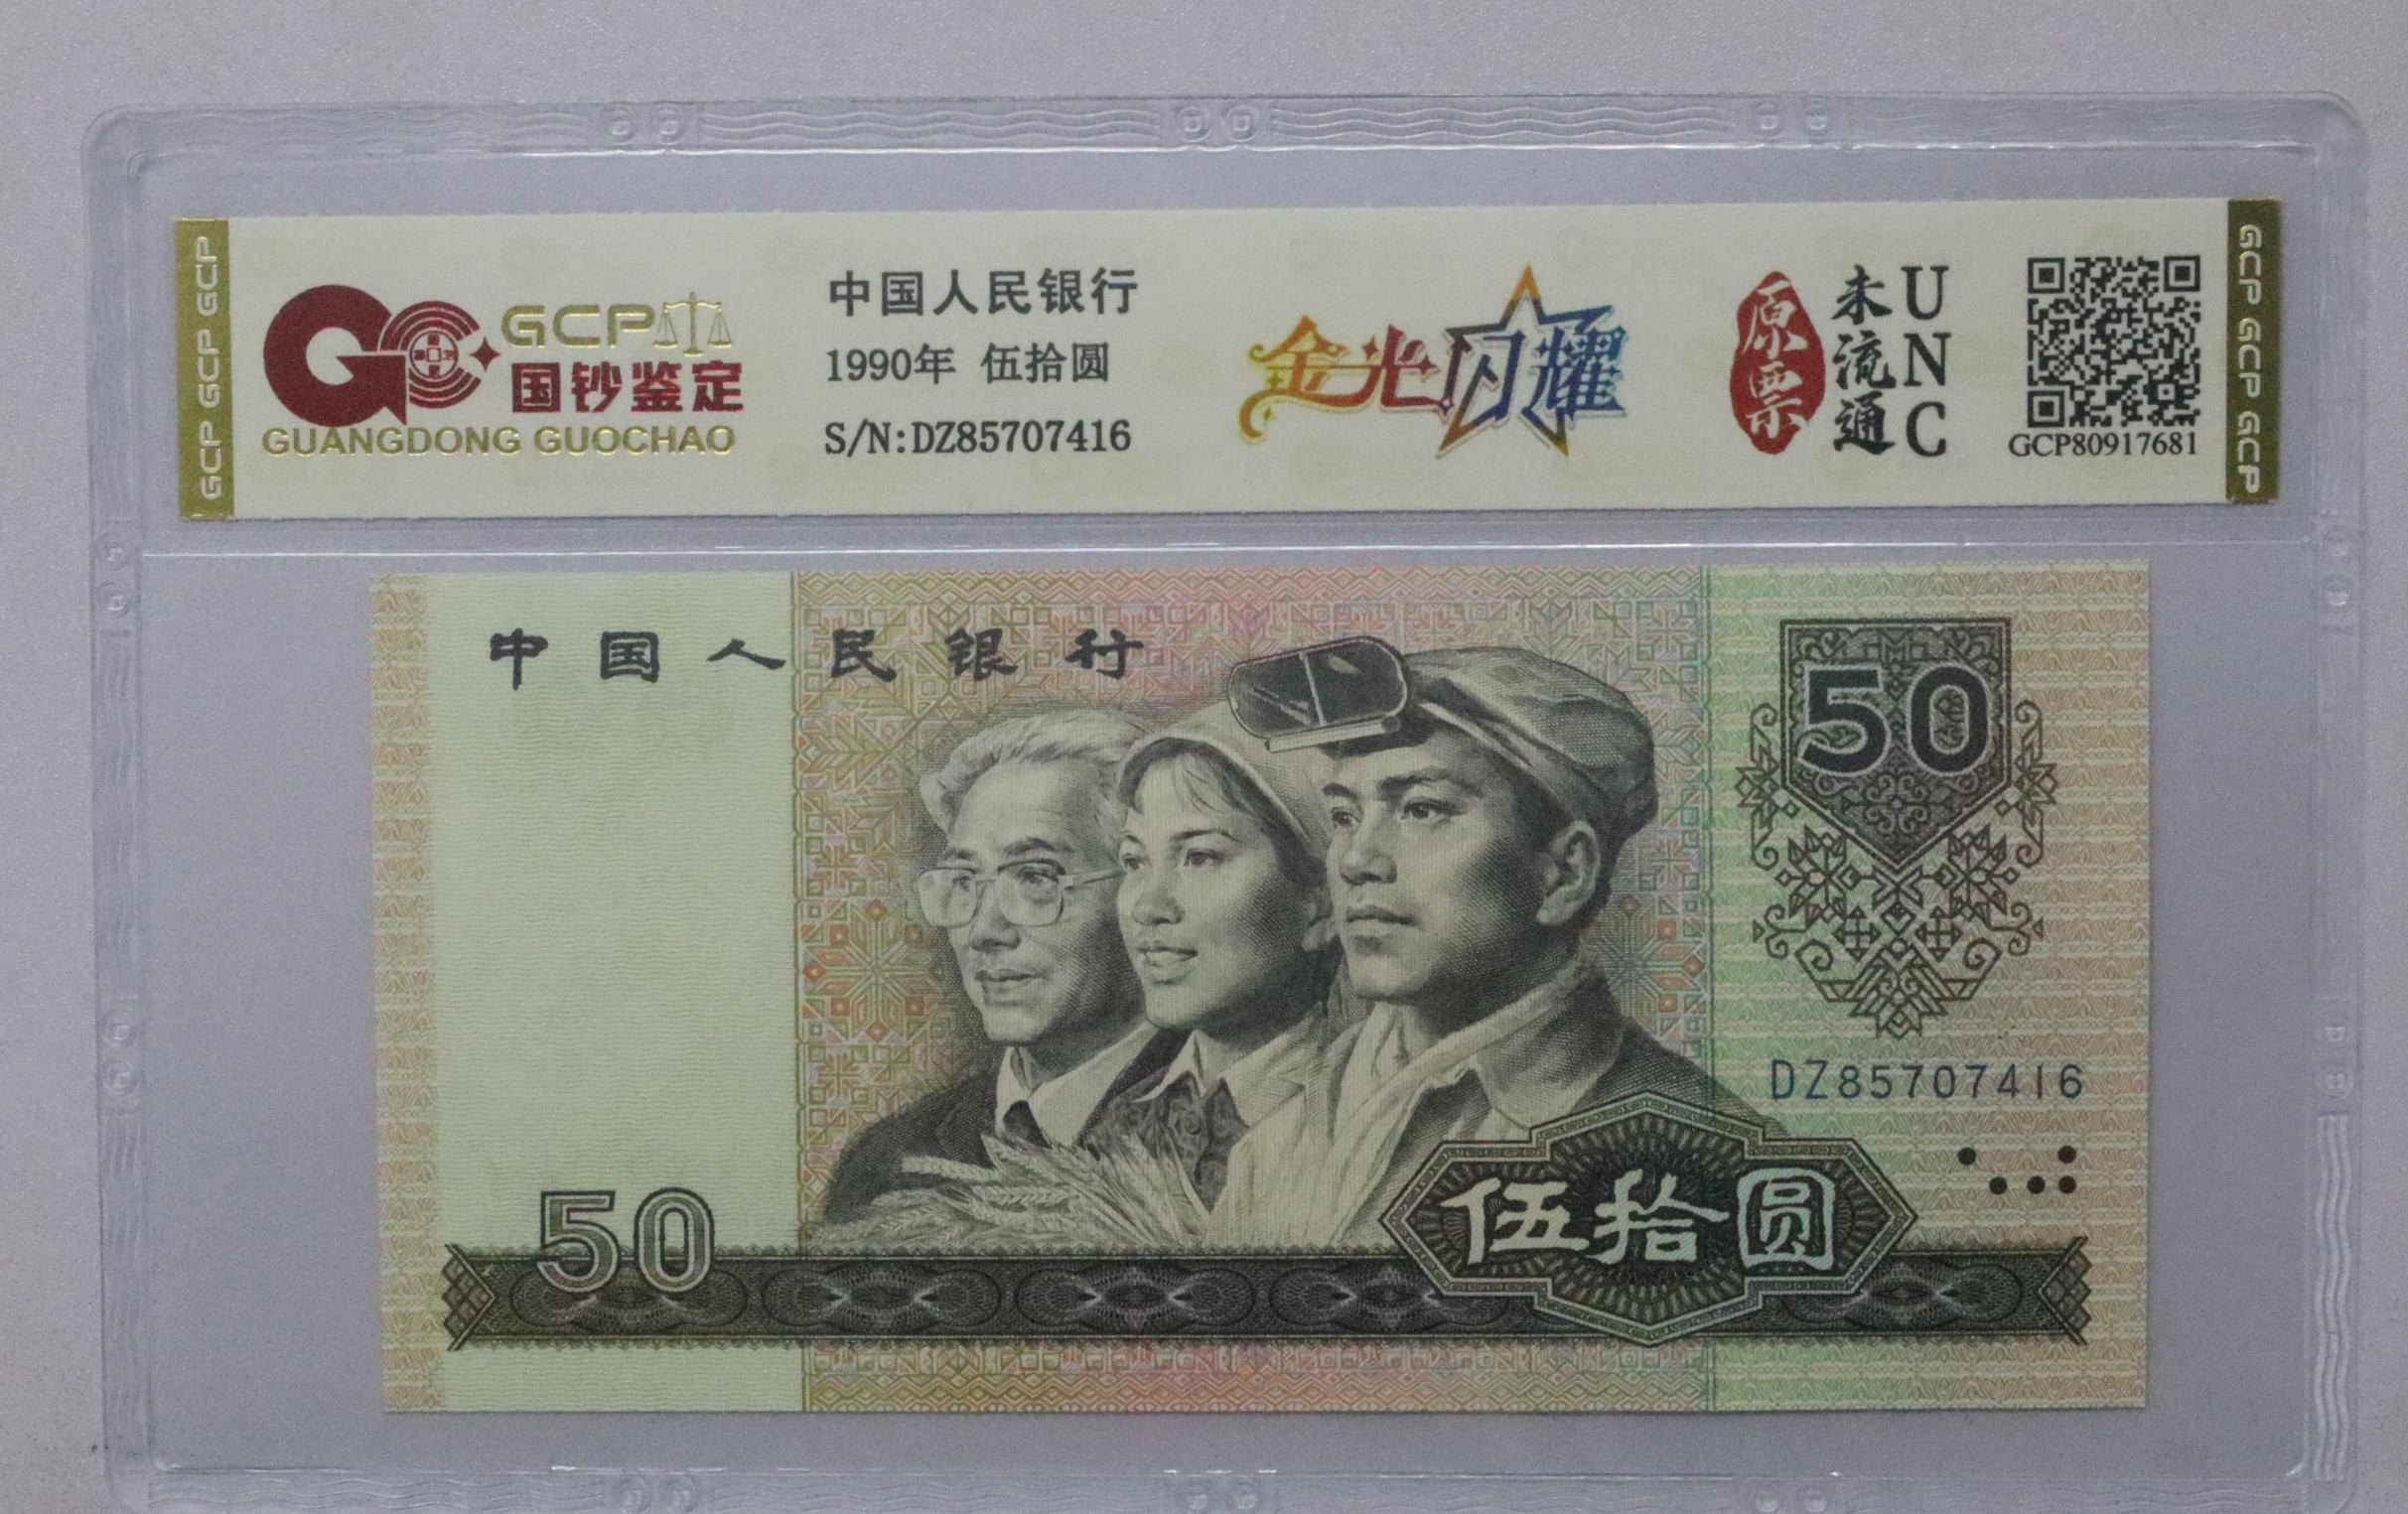 GCP GCP GCP
GCP
国钞鉴定
GUANGDONG GUOCHAO
中国人民银行
1990年 伍拾圆
S/N:DZ85707416
金光闪耀
原票
未流通
UNC
GCP80917681
GCP GCP GCP
中国人民银行
50
DZ85707416
50
伍拾圆